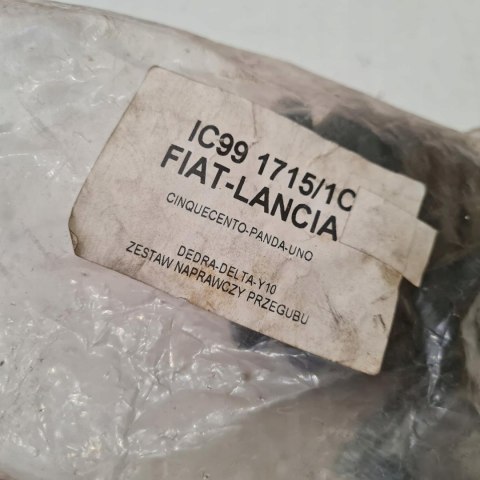 IC99 1715/1C
FIAT-LANCIA
CINQUECENTO-PANDA-UNO
DEDRA-DELTA-Y10
ZESTAW NAPRAWCZY PRZEGUBU